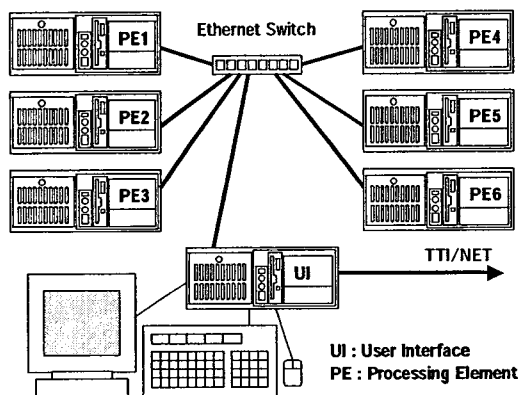 PE1
Ethernet Switch
PE4
PE2
PE5
PE3
PE6
UI
TTI/NET
UI : User Interface
PE : Processing Element